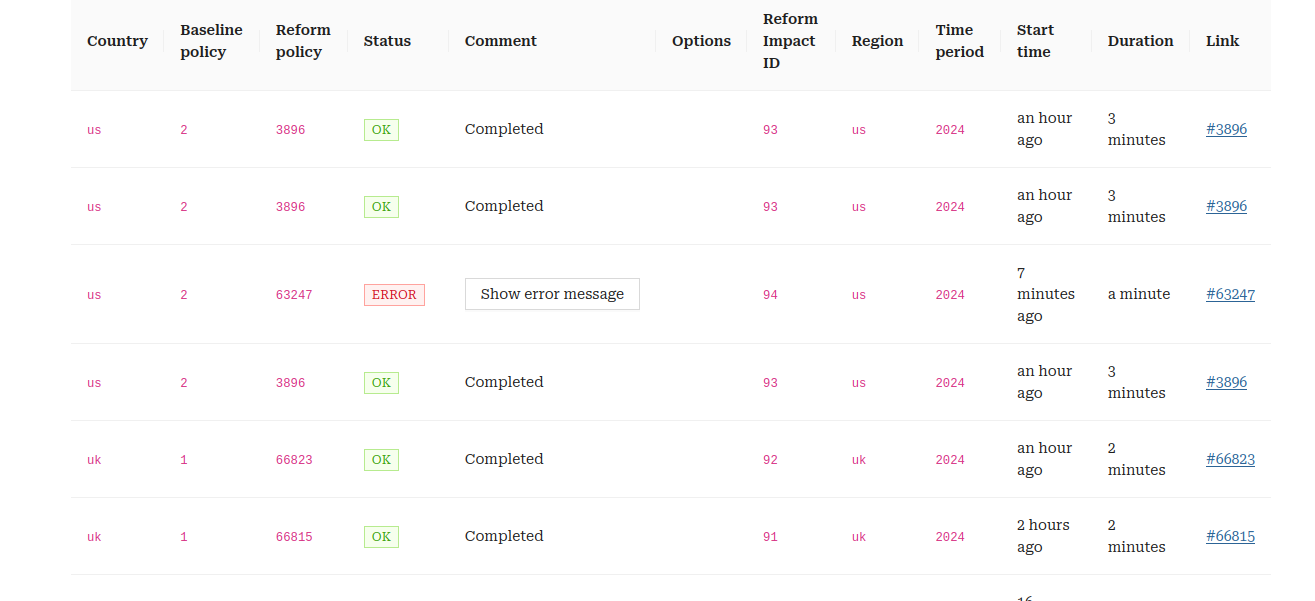 Country Baseline policy Reform policy Status Comment Options Reform Impact ID Region Time period Start time Duration Link
us 2 3896 OK Completed 93 us 2024 an hour ago 3 minutes #3896
us 2 3896 OK Completed 93 us 2024 an hour ago 3 minutes #3896
us 2 63247 ERROR Show error message 94 us 2024 7 minutes ago a minute #63247
us 2 3896 OK Completed 93 us 2024 an hour ago 3 minutes #3896
uk 1 66823 OK Completed 92 uk 2024 an hour ago 2 minutes #66823
uk 1 66815 OK Completed 91 uk 2024 2 hours ago 2 minutes #66815